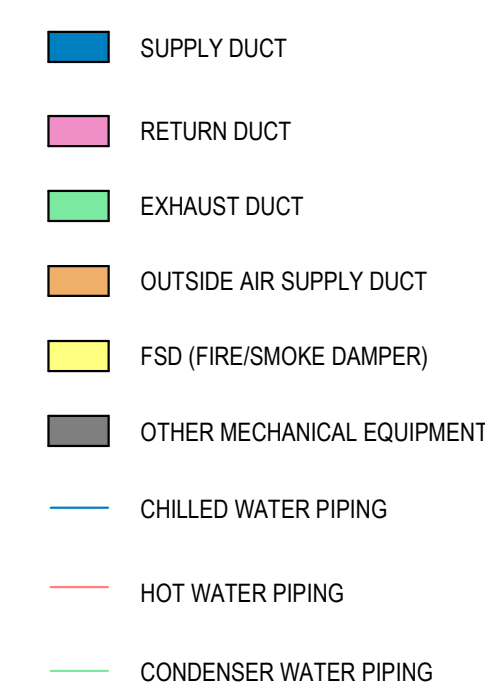 SUPPLY DUCT
RETURN DUCT
EXHAUST DUCT
OUTSIDE AIR SUPPLY DUCT
FSD (FIRE/SMOKE DAMPER)
OTHER MECHANICAL EQUIPMENT
CHILLED WATER PIPING
HOT WATER PIPING
CONDENSER WATER PIPING